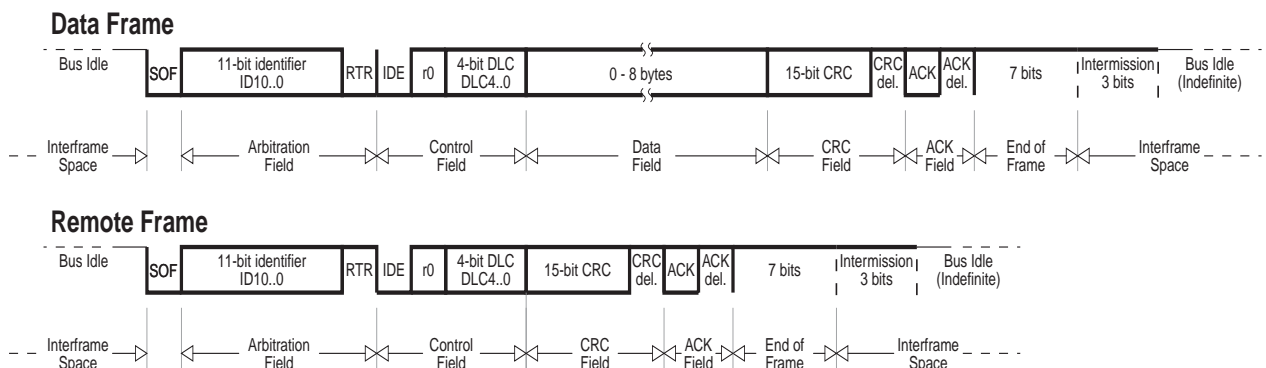 Data Frame
Bus Idle SOF 11-bit identifier RTR IDE r0 4-bit DLC 0 - 8 bytes 15-bit CRC CRC ACK ACK 7 bits Intermission Bus Idle
ID10..0 DLC4..0 del. del. 3 bits (Indefinite)
Interframe Arbitration Control Data CRC ACK End of Interframe
Space Field Field Field Field Field Frame Space
Remote Frame
Bus Idle SOF 11-bit identifier RTR IDE r0 4-bit DLC 15-bit CRC CRC ACK ACK 7 bits Intermission Bus Idle
ID10..0 DLC4..0 del. del. 3 bits (Indefinite)
Interframe Arbitration Control CRC ACK End of Interframe
Space Field Field Field Field Frame Space